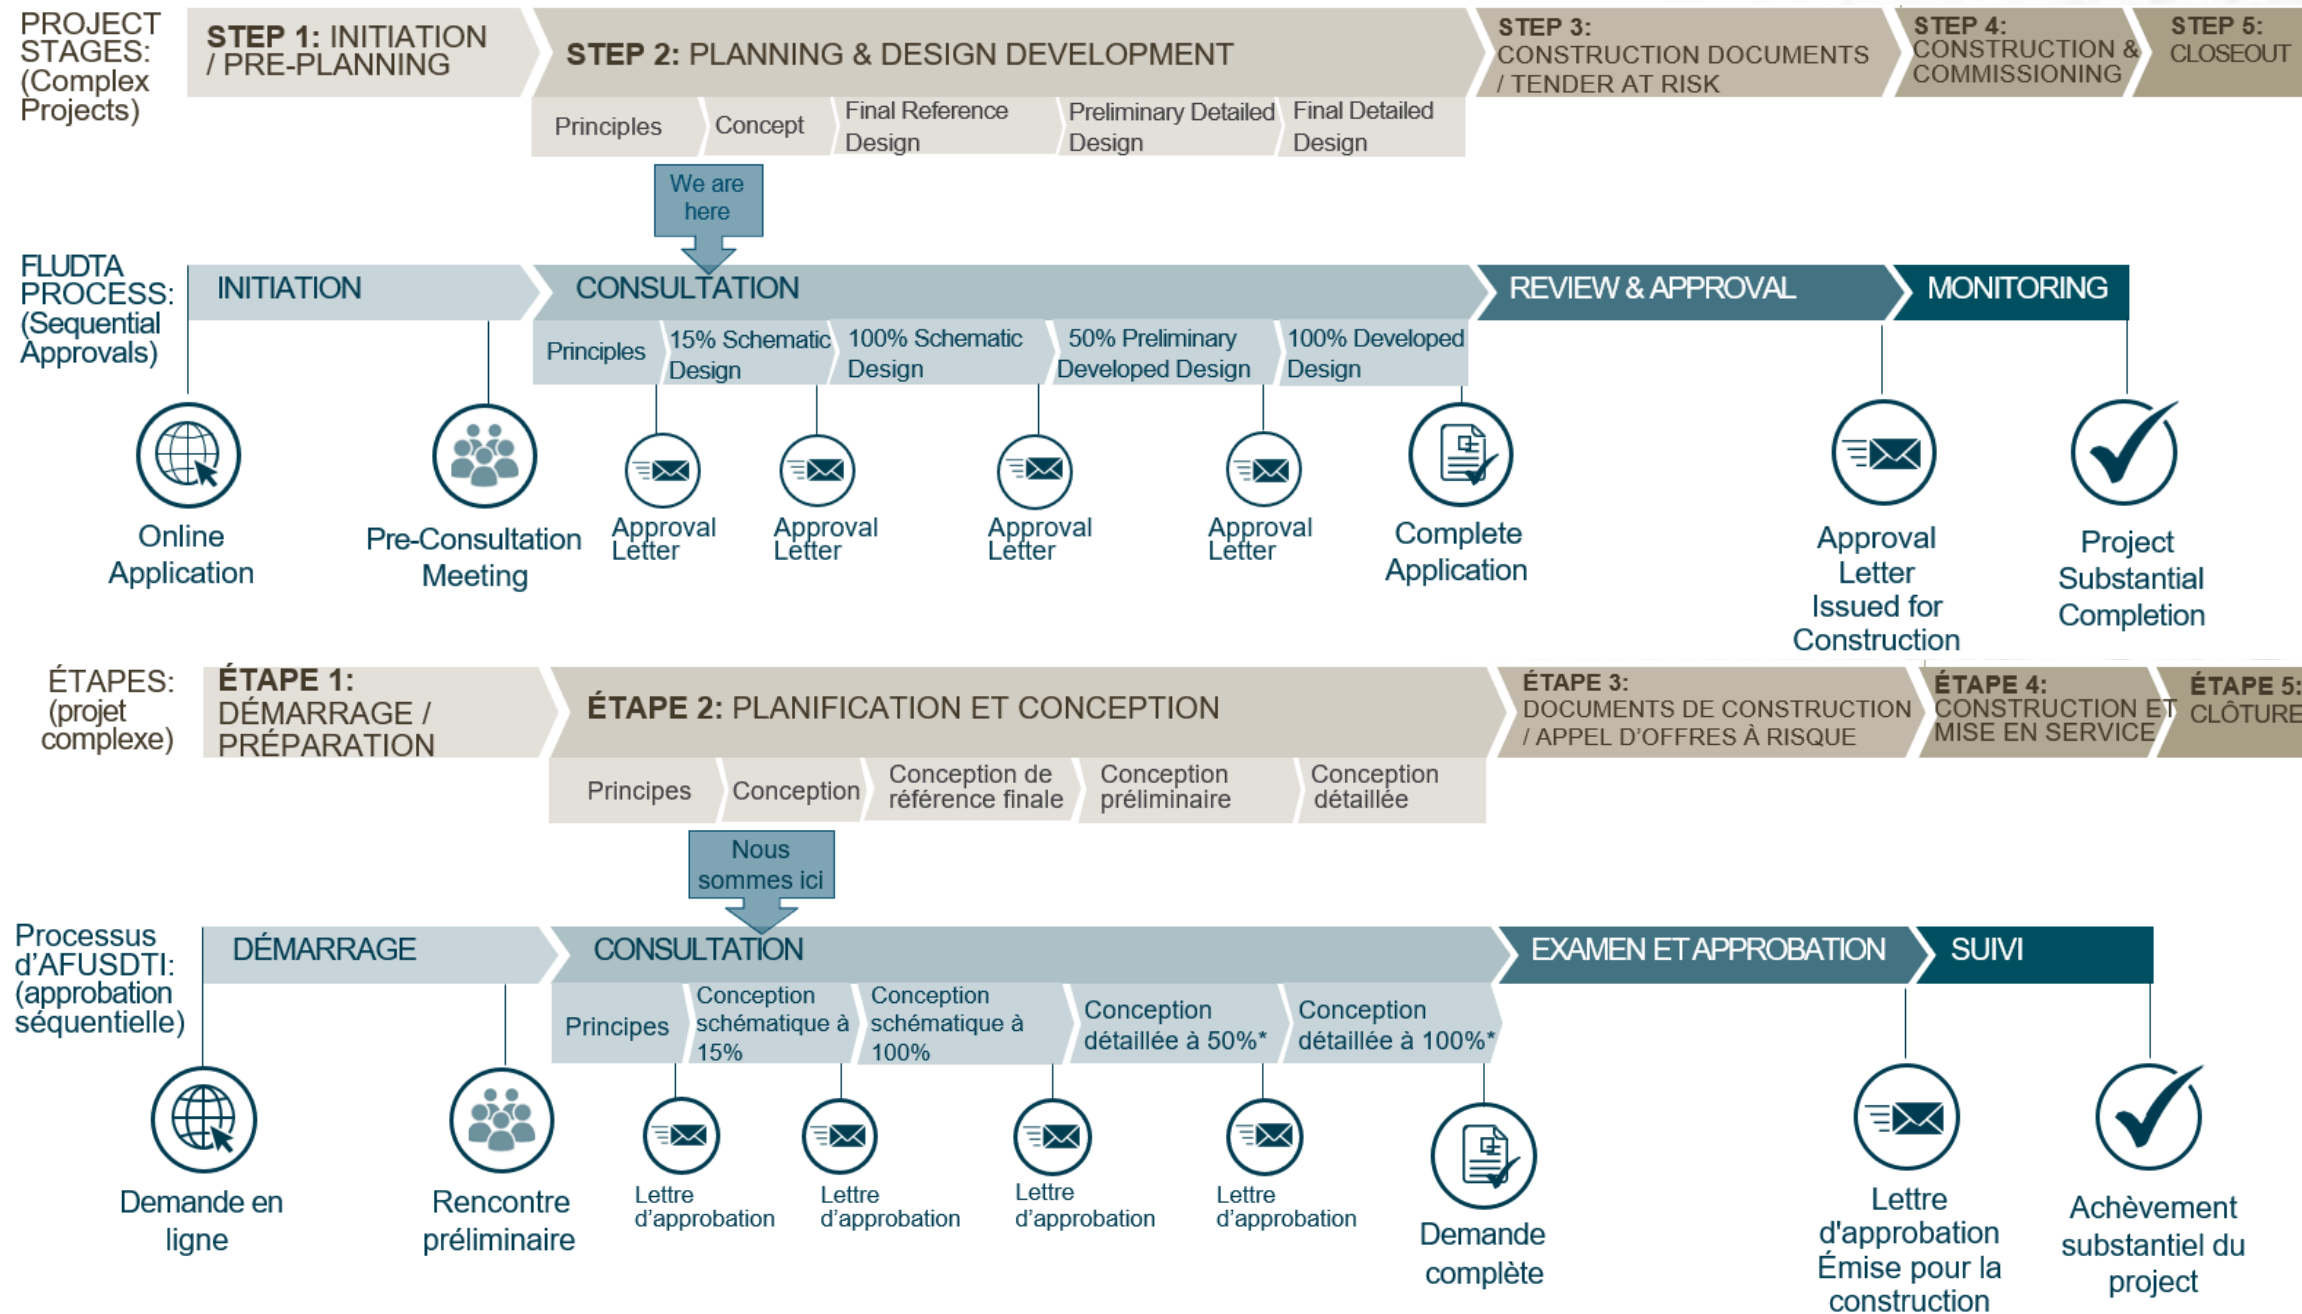 PROJECT
STAGES:
(Complex
Projects)
STEP 1: INITIATION
/ PRE-PLANNING
STEP 2: PLANNING & DESIGN DEVELOPMENT
STEP 3:
CONSTRUCTION DOCUMENTS
/ TENDER AT RISK
STEP 4:
CONSTRUCTION &
COMMISSIONING
STEP 5:
CLOSEOUT
Principles
Concept
Final Reference
Design
Preliminary Detailed
Design
Final Detailed
Design
We are
here
FLUDTA
PROCESS:
(Sequential
Approvals)
INITIATION
CONSULTATION
REVIEW & APPROVAL
MONITORING
Principles
15% Schematic
Design
100% Schematic
Design
50% Preliminary
Developed Design
100% Developed
Design
Online
Application
Pre-Consultation
Meeting
Approval
Letter
Approval
Letter
Approval
Letter
Approval
Letter
Complete
Application
Approval
Letter
Issued for
Construction
Project
Substantial
Completion
ÉTAPES:
(projet
complexe)
ÉTAPE 1:
DÉMARRAGE /
PRÉPARATION
ÉTAPE 2: PLANIFICATION ET CONCEPTION
ÉTAPE 3:
DOCUMENTS DE CONSTRUCTION
/ APPEL D'OFFRES À RISQUE
ÉTAPE 4:
CONSTRUCTION ET
MISE EN SERVICE
ÉTAPE 5:
CLÔTURE
Principes
Conception
Conception de
référence finale
Conception
préliminaire
Conception
détaillée
Nous
sommes ici
Processus
d'AFUSDTI:
(approbation
séquentielle)
DÉMARRAGE
CONSULTATION
EXAMEN ET APPROBATION
SUIVI
Principes
Conception
schématique à
15%
Conception
schématique à
100%
Conception
détaillée à 50%*
Conception
détaillée à 100%*
Demande en
ligne
Rencontre
préliminaire
Lettre
d'approbation
Lettre
d'approbation
Lettre
d'approbation
Lettre
d'approbation
Demande
complète
Lettre
d'approbation
Émise pour la
construction
Achèvement
substantiel du
project